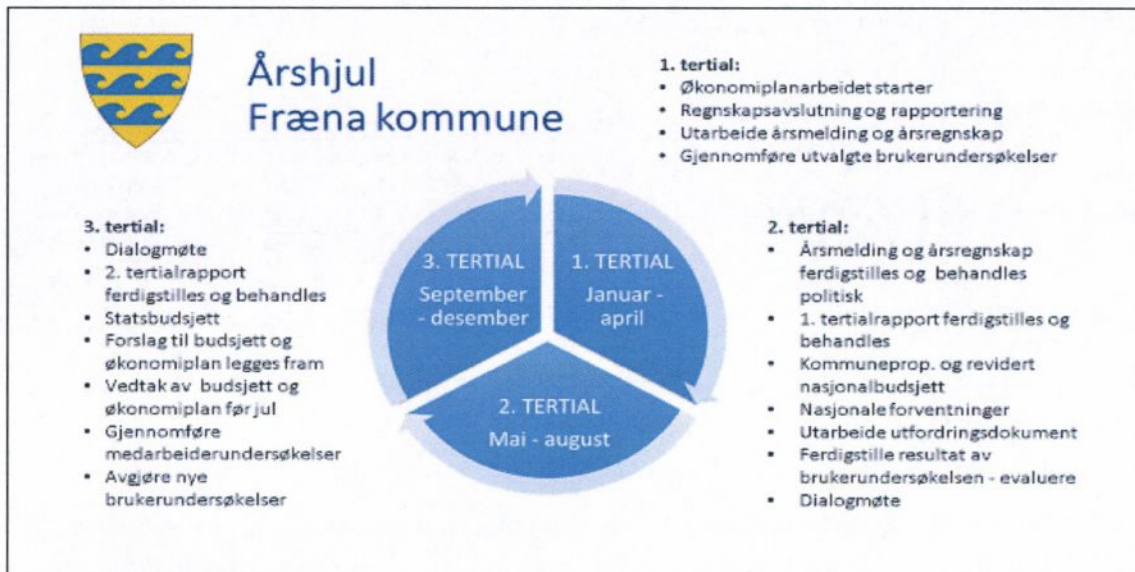 Årshjul
Fræna kommune
1. tertial:
• Økonomiplanarbeidet starter
• Regnskapsavslutning og rapportering
• Utarbeide årsmelding og årsregnskap
• Gjennomføre utvalgte brukerundersøkelser
2. tertial:
• Årsmelding og årsregnskap
ferdigstilles og behandles
politisk
• 1. tertialrapport ferdigstilles og
behandles
• Kommuneprop. og revidert
nasjonalbudsjett
• Nasjonale forventninger
• Utarbeide utfordringsdokument
• Ferdigstille resultat av
brukerundersøkelsen - evaluere
• Dialogmøte
3. tertial:
• Dialogmøte
• 2. tertialrapport
ferdigstilles og behandles
• Statsbudsjett
• Forslag til budsjett og
økonomiplan legges fram
• Vedtak av budsjett og
økonomiplan før jul
• Gjennomføre
medarbeiderundersøkelser
• Avgjøre nye
brukerundersøkelser
3. TERTIAL
September
- desember
1. TERTIAL
Januar -
april
2. TERTIAL
Mai - august